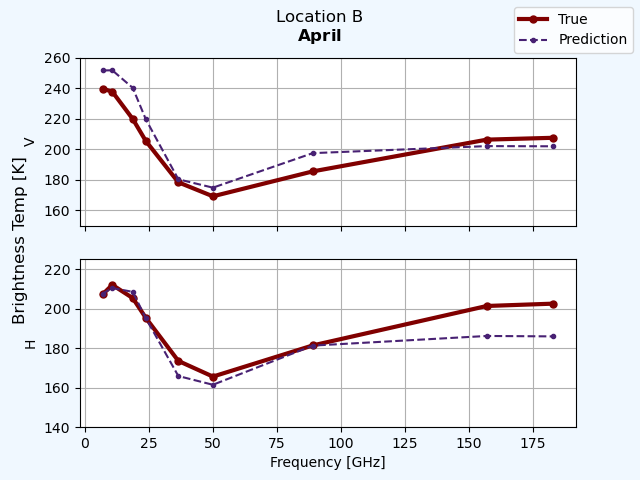 Location B
April
True
Prediction
260
240
220
200
180
160
V
Brightness Temp [K]
220
200
180
160
140
H
0 25 50 75 100 125 150 175
Frequency [GHz]